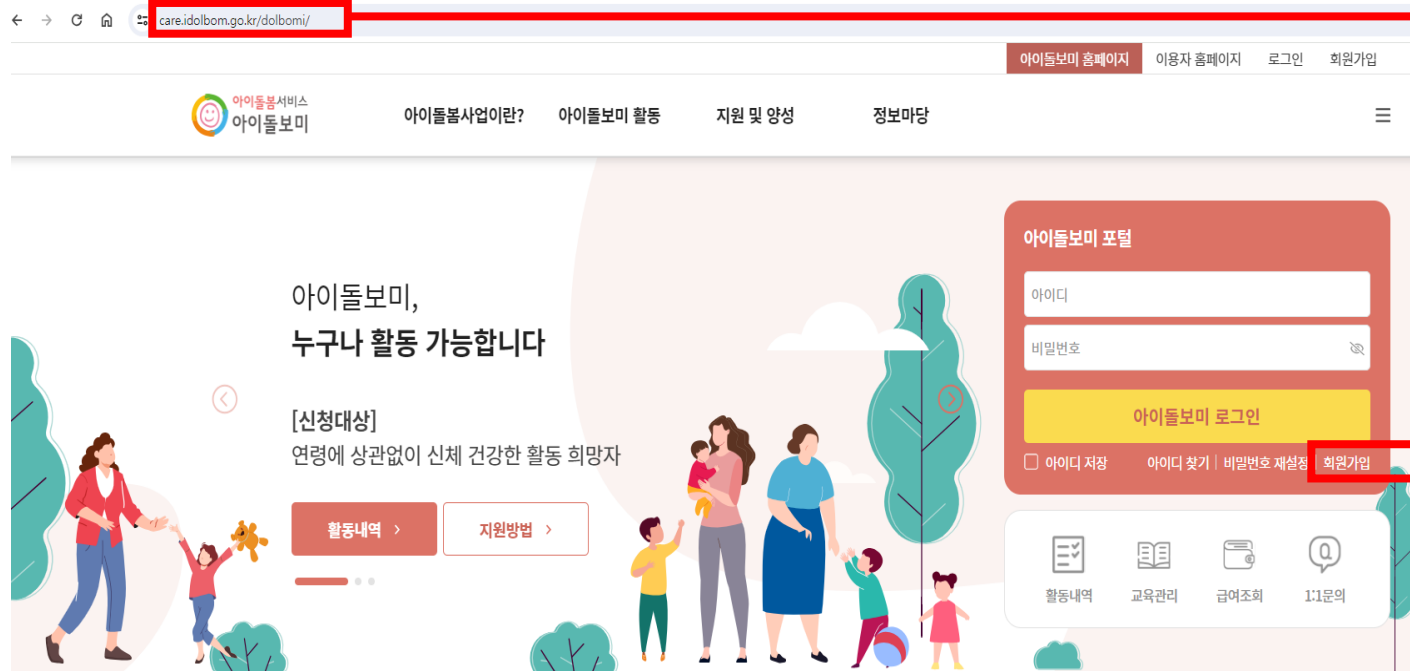 care.idolbom.go.kr/dolbomi/
아이돌보미 홈페이지 이용자 홈페이지 로그인 회원가입
아이돌봄서비스
아이돌보미
아이돌봄사업이란? 아이돌보미 활동 지원 및 양성 정보마당
아이돌보미,
누구나 활동 가능합니다
[신청대상]
연령에 상관없이 신체 건강한 활동 희망자
활동내역 >
지원방법 >
아이돌보미 포털
아이디
비밀번호
아이돌보미 로그인
아이디 저장 아이디 찾기 | 비밀번호 재설정 회원가입
활동내역 교육관리 급여조회 1:1문의